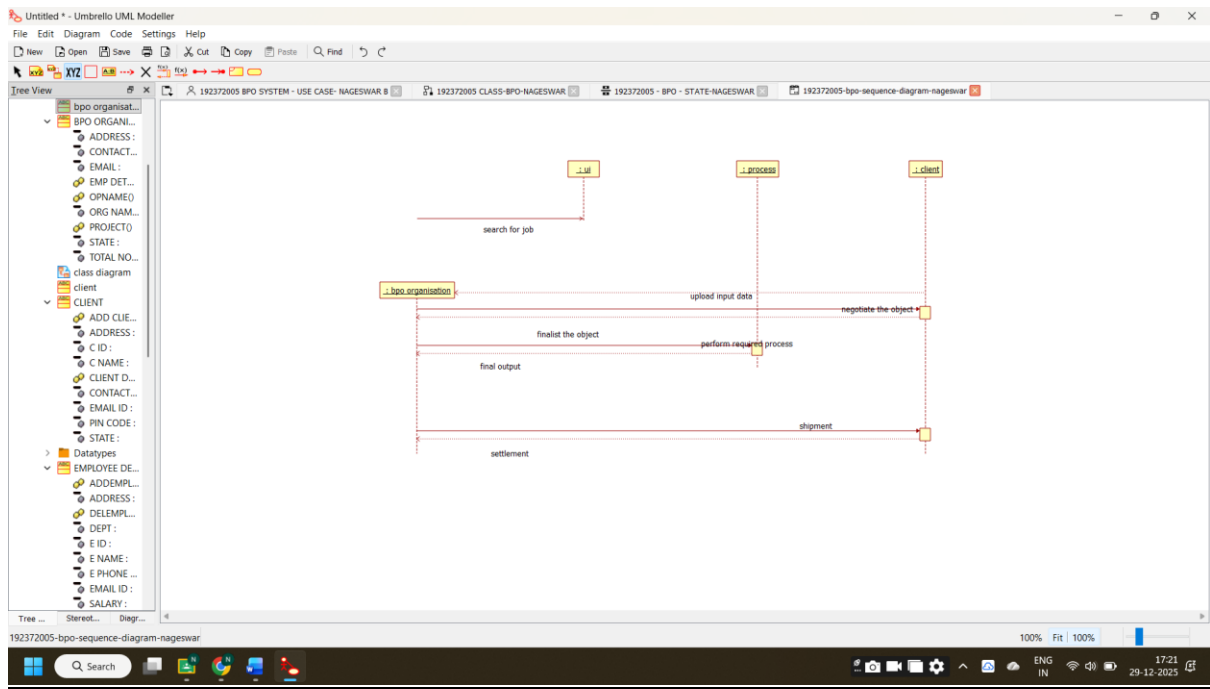 Untitled * - Umbrello UML Modeller
File Edit Diagram Code Settings Help
New Open Save Cut Copy Paste Find
XYZ
Tree View
192372005 BPO SYSTEM - USE CASE- NAGESWAR B
192372005 CLASS-BPO-NAGESWAR
192372005 - BPO - STATE-NAGESWAR
192372005-bpo-sequence-diagram-nageswar
bpo organisat...
BPO ORGANI...
ADDRESS :
CONTACT...
EMAIL :
EMP DET...
OPNAME()
ORG NAM...
PROJECT()
STATE :
TOTAL NO...
class diagram
client
CLIENT
ADD CLIE...
ADDRESS :
C ID :
C NAME :
CLIENT D...
CONTACT...
EMAIL ID :
PIN CODE :
STATE :
Datatypes
EMPLOYEE DE...
ADDEMPL...
ADDRESS :
DELEMPL...
DEPT :
E ID :
E NAME :
E PHONE ...
EMAIL ID :
SALARY :
Tree ... Stereot... Diagr...
: ui
: process
: client
search for job
: bpo organisation
upload input data
negotiate the object
finalist the object
perform required process
final output
shipment
settlement
192372005-bpo-sequence-diagram-nageswar
100% Fit 100%
Search
ENG
IN
17:21
29-12-2025